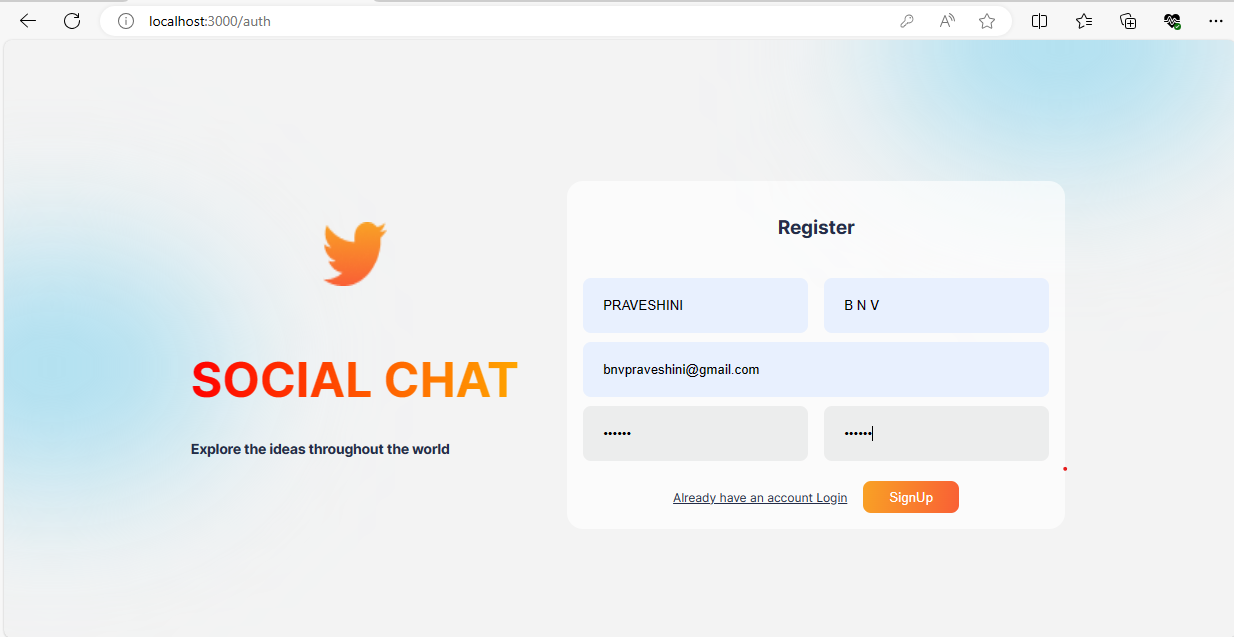 localhost:3000/auth
Register
PRAVESHINI
B N V
bnvpraveshini@gmail.com
••••••
••••••
SOCIAL CHAT
Explore the ideas throughout the world
Already have an account Login
SignUp